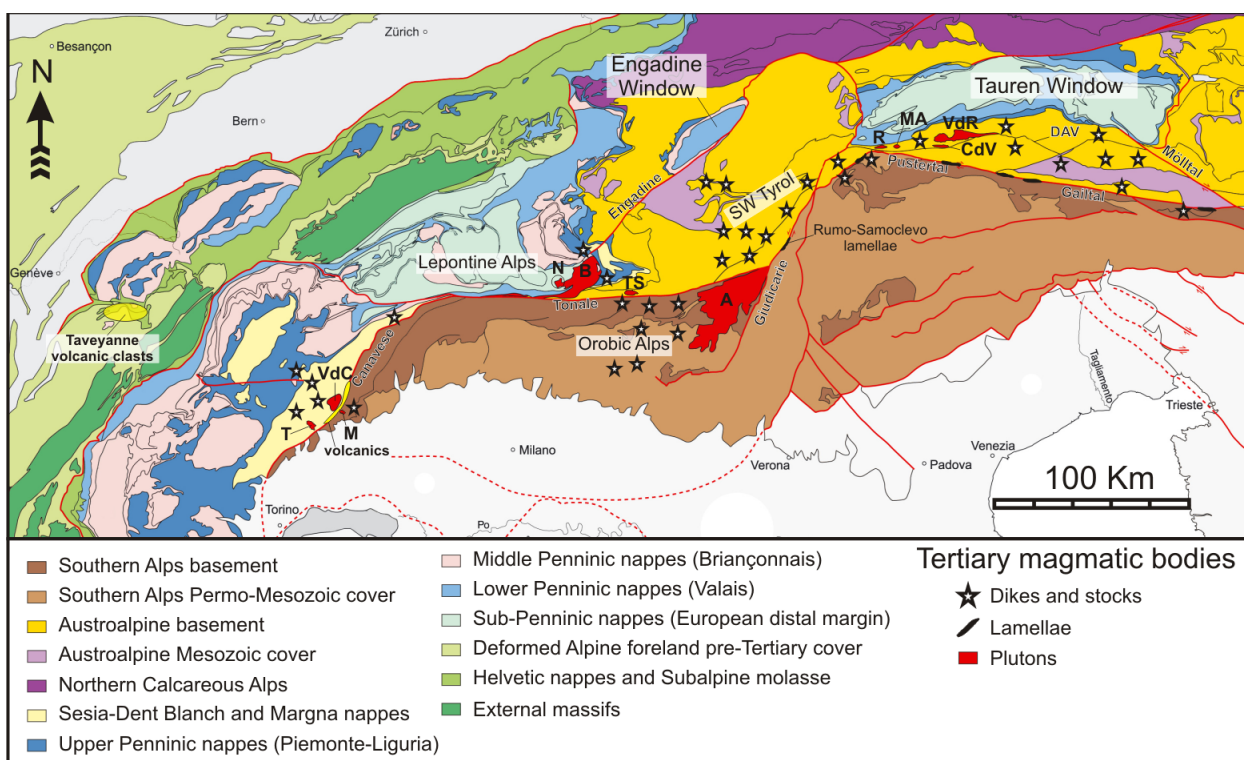 Besançon
Zürich
N
Bern
Genève
Engadine
Window
Tauren Window
MA
VdR
DAV
R
CdV
Pustertal
Mölltal
Gailtal
Engadine
SW Tyrol
Rumo-Samoclevo
lamellae
Lepontine Alps
N
B
TS
Tonale
A
Giudicarie
Orobic Alps
Taveyanne
volcanic clasts
Canavese
VdC
T
M
volcanics
Milano
Verona
Padova
Venezia
Tagliamento
Trieste
Torino
Po
100 Km
Southern Alps basement
Southern Alps Permo-Mesozoic cover
Austroalpine basement
Austroalpine Mesozoic cover
Northern Calcareous Alps
Sesia-Dent Blanch and Margna nappes
Upper Penninic nappes (Piemonte-Liguria)
Middle Penninic nappes (Briançonnais)
Lower Penninic nappes (Valais)
Sub-Penninic nappes (European distal margin)
Deformed Alpine foreland pre-Tertiary cover
Helvetic nappes and Subalpine molasse
External massifs
Tertiary magmatic bodies
Dikes and stocks
Lamellae
Plutons